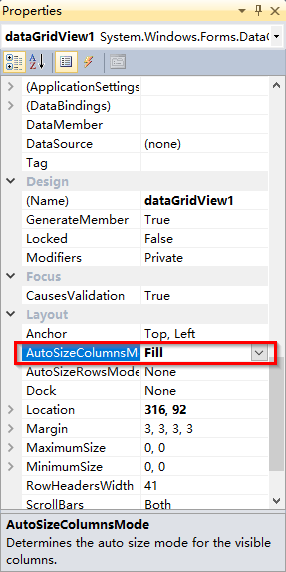 Properties
dataGridView1 System.Windows.Forms.DataG
(ApplicationSettings
(DataBindings)
DataMember
DataSource (none)
Tag
Design
(Name) dataGridView1
GenerateMember True
Locked False
Modifiers Private
Focus
CausesValidation True
Layout
Anchor Top, Left
AutoSizeColumnsM Fill
AutoSizeRowsMode None
Dock None
Location 316, 92
Margin 3, 3, 3, 3
MaximumSize 0, 0
MinimumSize 0, 0
RowHeadersWidth 41
ScrollBars Both
AutoSizeColumnsMode
Determines the auto size mode for the visible
columns.